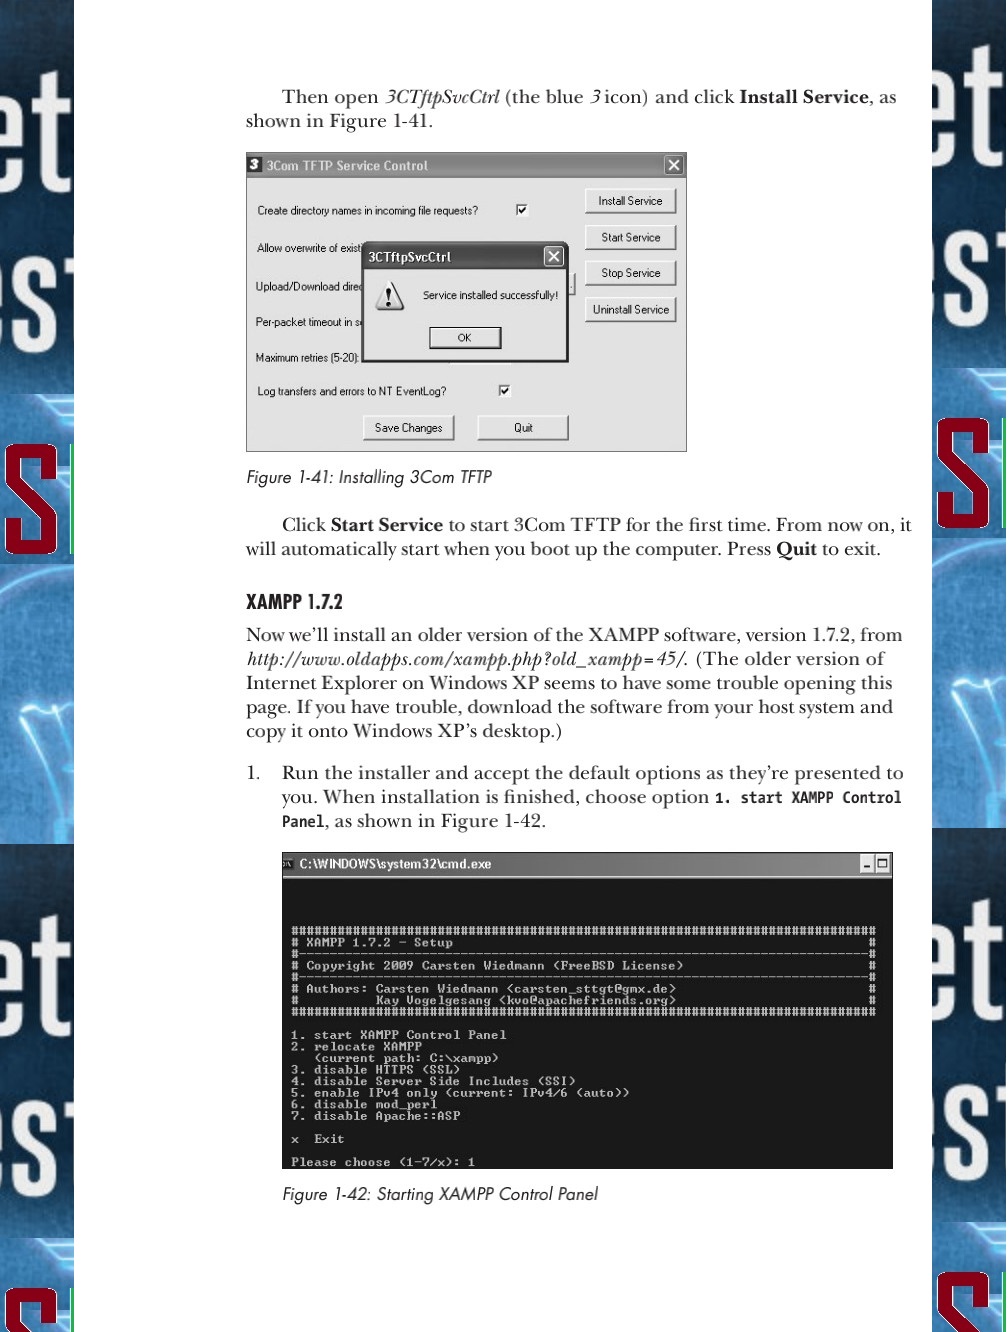 Then open 3CTftpSvcCtrl (the blue 3 icon) and click Install Service, as
shown in Figure 1-41.
3 3Com TFTP Service Control
Create directory names in incoming file requests?
Install Service
Allow overwrite of existi
Start Service
3CTftpSvcCtrl
Upload/Download direc
Stop Service
Service installed successfully!
Per-packet timeout in se
Uninstall Service
OK
Maximum retries (5-20):
Log transfers and errors to NT EventLog?
Save Changes
Quit
Figure 1-41: Installing 3Com TFTP
Click Start Service to start 3Com TFTP for the first time. From now on, it
will automatically start when you boot up the computer. Press Quit to exit.
XAMPP 1.7.2
Now we’ll install an older version of the XAMPP software, version 1.7.2, from
http://www.oldapps.com/xampp.php?old_xampp=45/. (The older version of
Internet Explorer on Windows XP seems to have some trouble opening this
page. If you have trouble, download the software from your host system and
copy it onto Windows XP’s desktop.)
1. Run the installer and accept the default options as they’re presented to
you. When installation is finished, choose option 1. start XAMPP Control
Panel, as shown in Figure 1-42.
C:\WINDOWS\system32\cmd.exe
# XAMPP 1.7.2 - Setup #
# Copyright 2009 Carsten Wiedmann (FreeBSD License) #
# Authors: Carsten Wiedmann <carsten_sttgt@gmx.de> #
# Kay Vogelgesang <kvo@apachefriends.org> #
1. start XAMPP Control Panel
2. relocate XAMPP
(current path: C:\xampp)
3. disable HTTPS (SSL)
4. disable Server Side Includes (SSI)
5. enable IPv4 only (current: IPv4/6 (auto))
6. disable mod_perl
7. disable Apache::ASP
x Exit
Please choose (1-7/x): 1
Figure 1-42: Starting XAMPP Control Panel